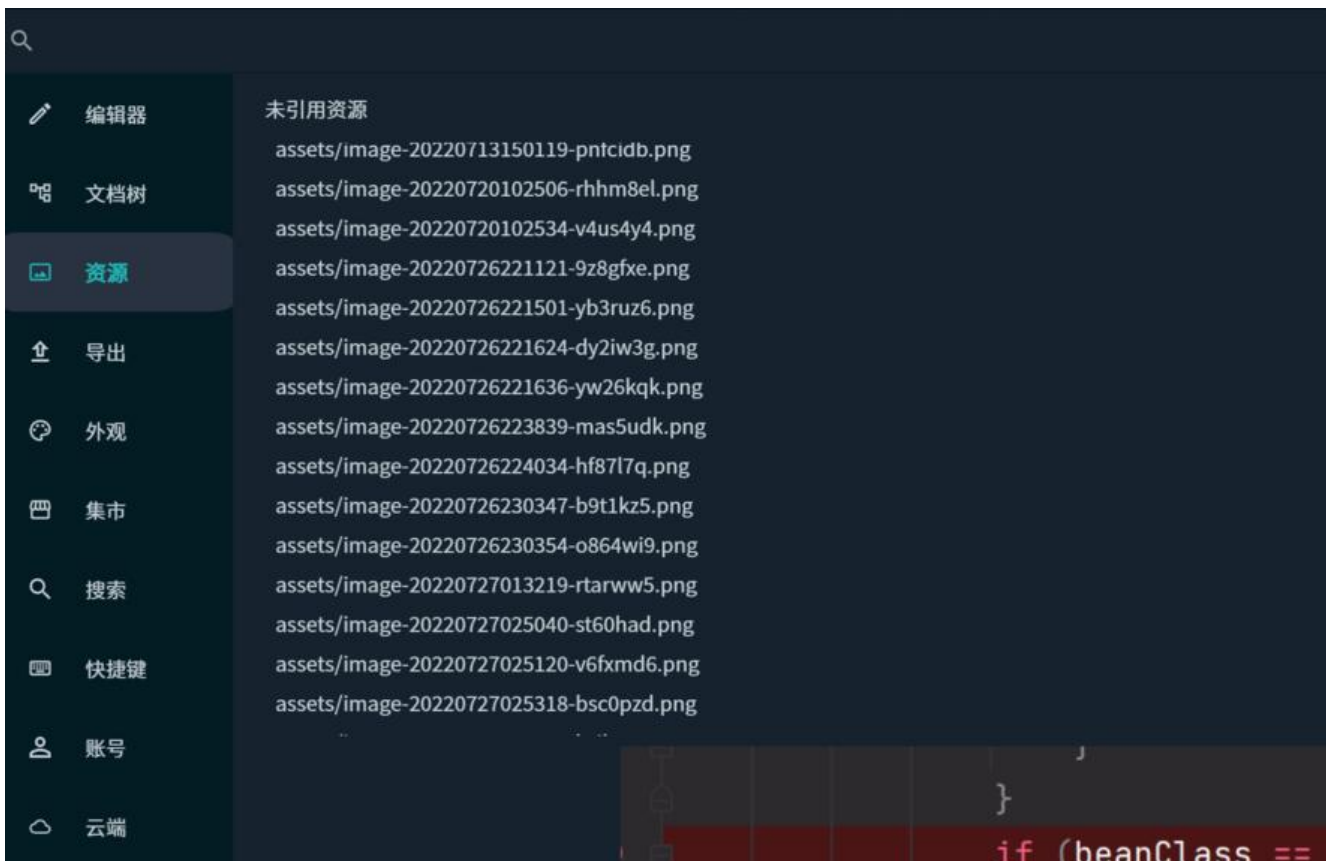 编辑器
文档树
资源
导出
外观
集市
搜索
快捷键
账号
云端
未引用资源
assets/image-20220713150119-pnfcidb.png
assets/image-20220720102506-rhhm8el.png
assets/image-20220720102534-v4us4y4.png
assets/image-20220726221121-9z8gfxe.png
assets/image-20220726221501-yb3ruz6.png
assets/image-20220726221624-dy2iw3g.png
assets/image-20220726221636-yw26kqk.png
assets/image-20220726223839-mas5udk.png
assets/image-20220726224034-hf87l7q.png
assets/image-20220726230347-b9t1kz5.png
assets/image-20220726230354-o864wi9.png
assets/image-20220727013219-rtarww5.png
assets/image-20220727025040-st60had.png
assets/image-20220727025120-v6fxmd6.png
assets/image-20220727025318-bsc0pzd.png
}
if (beanClass ==